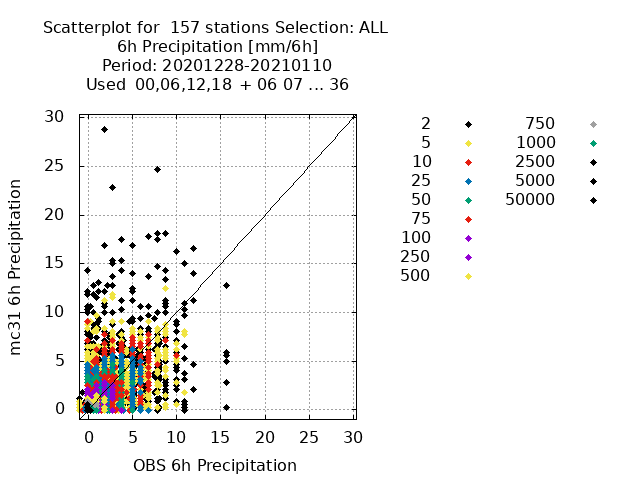 Scatterplot for  157 stations Selection: ALL
6h Precipitation [mm/6h]
Period: 20201228-20210110
Used  00,06,12,18 + 06 07 ... 36
30
25
20
15
10
5
0
mc31 6h Precipitation
0 5 10 15 20 25 30
OBS 6h Precipitation
2 750
5 1000
10 2500
25 5000
50 50000
75
100
250
500